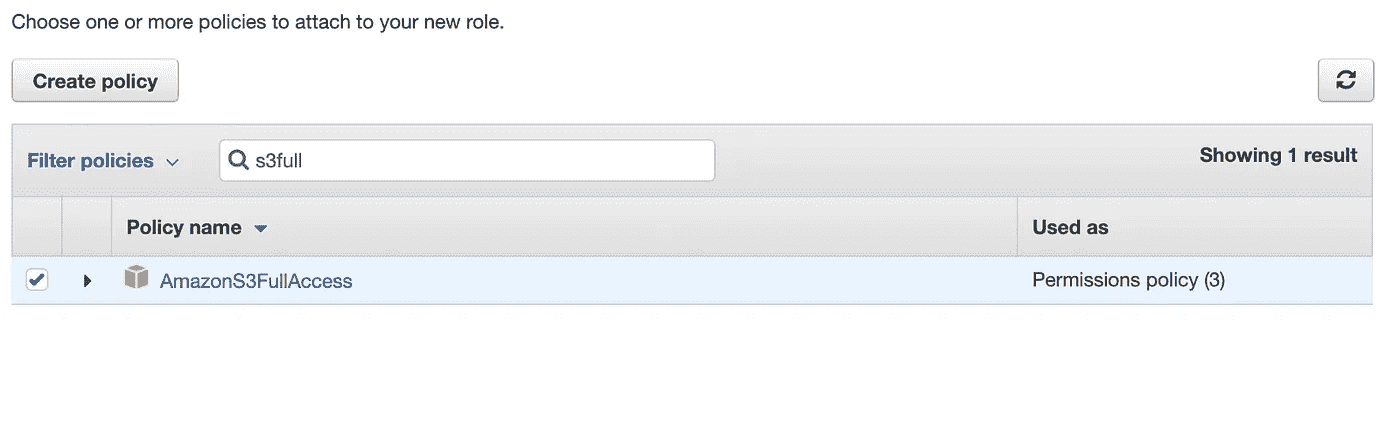 Choose one or more policies to attach to your new role.
Create policy
Filter policies s3full Showing 1 result
Policy name Used as
AmazonS3FullAccess Permissions policy (3)